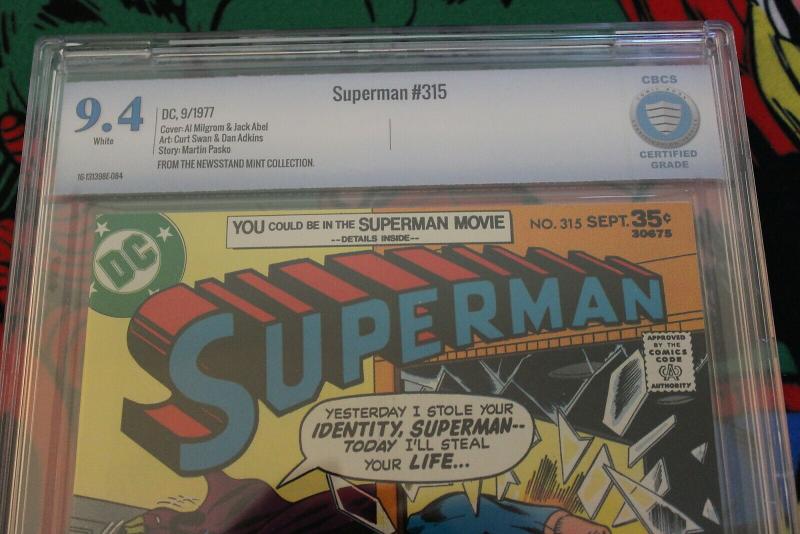 Superman #315
CBCS
9.4
White
DC, 9/1977
Cover: Al Milgrom & Jack Abel
Art: Curt Swan & Dan Adkins
Story: Martin Pasko
FROM THE NEWSSTAND MINT COLLECTION.
CERTIFIED
GRADE
YOU COULD BE IN THE SUPERMAN MOVIE
--DETAILS INSIDE--
NO. 315 SEPT. 35¢
30675
DC
SUPERMAN
APPROVED
BY THE
COMICS
CODE
AUTHORITY
YESTERDAY I STOLE YOUR
IDENTITY, SUPERMAN--
TODAY I'LL STEAL
YOUR LIFE...